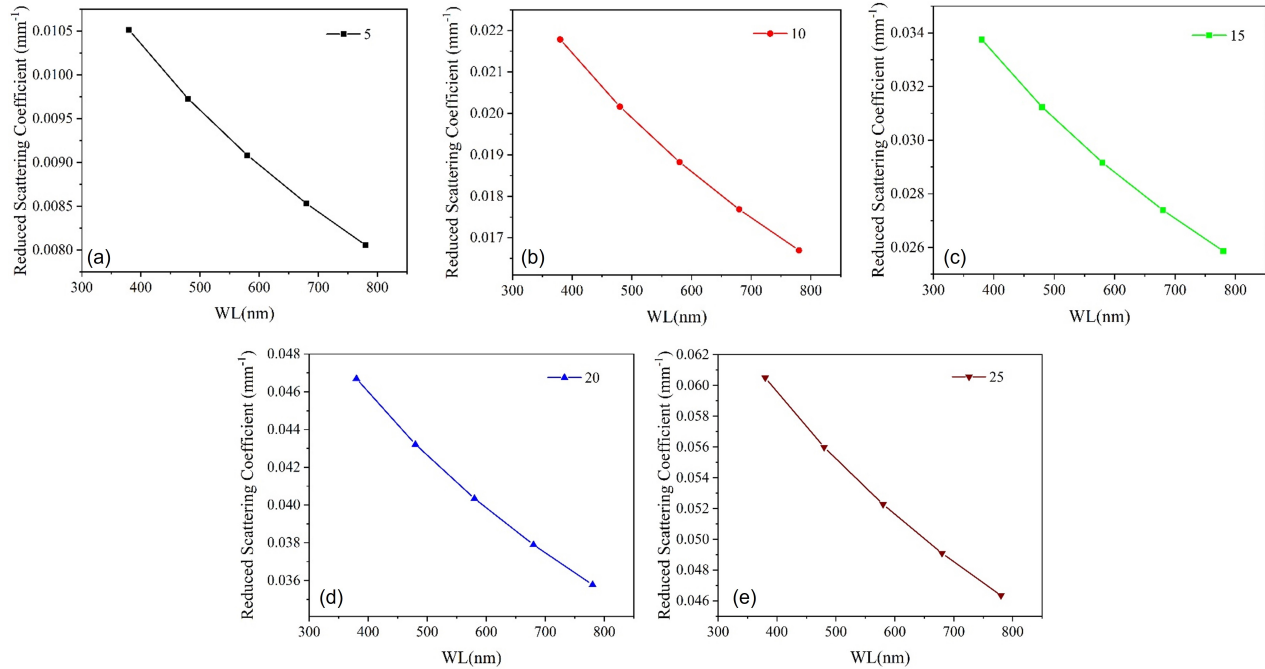 Reduced Scattering Coefficient (mm⁻¹)
0.0105
0.0100
0.0095
0.0090
0.0085
0.0080
5
(a)
300 400 500 600 700 800
WL(nm)
Reduced Scattering Coefficient (mm⁻¹)
0.022
0.021
0.020
0.019
0.018
0.017
10
(b)
300 400 500 600 700 800
WL(nm)
Reduced Scattering Coefficient (mm⁻¹)
0.034
0.032
0.030
0.028
0.026
15
(c)
300 400 500 600 700 800
WL(nm)
Reduced Scattering Coefficient (mm⁻¹)
0.048
0.046
0.044
0.042
0.040
0.038
0.036
20
(d)
300 400 500 600 700 800
WL(nm)
Reduced Scattering Coefficient (mm⁻¹)
0.062
0.060
0.058
0.056
0.054
0.052
0.050
0.048
0.046
25
(e)
300 400 500 600 700 800
WL(nm)